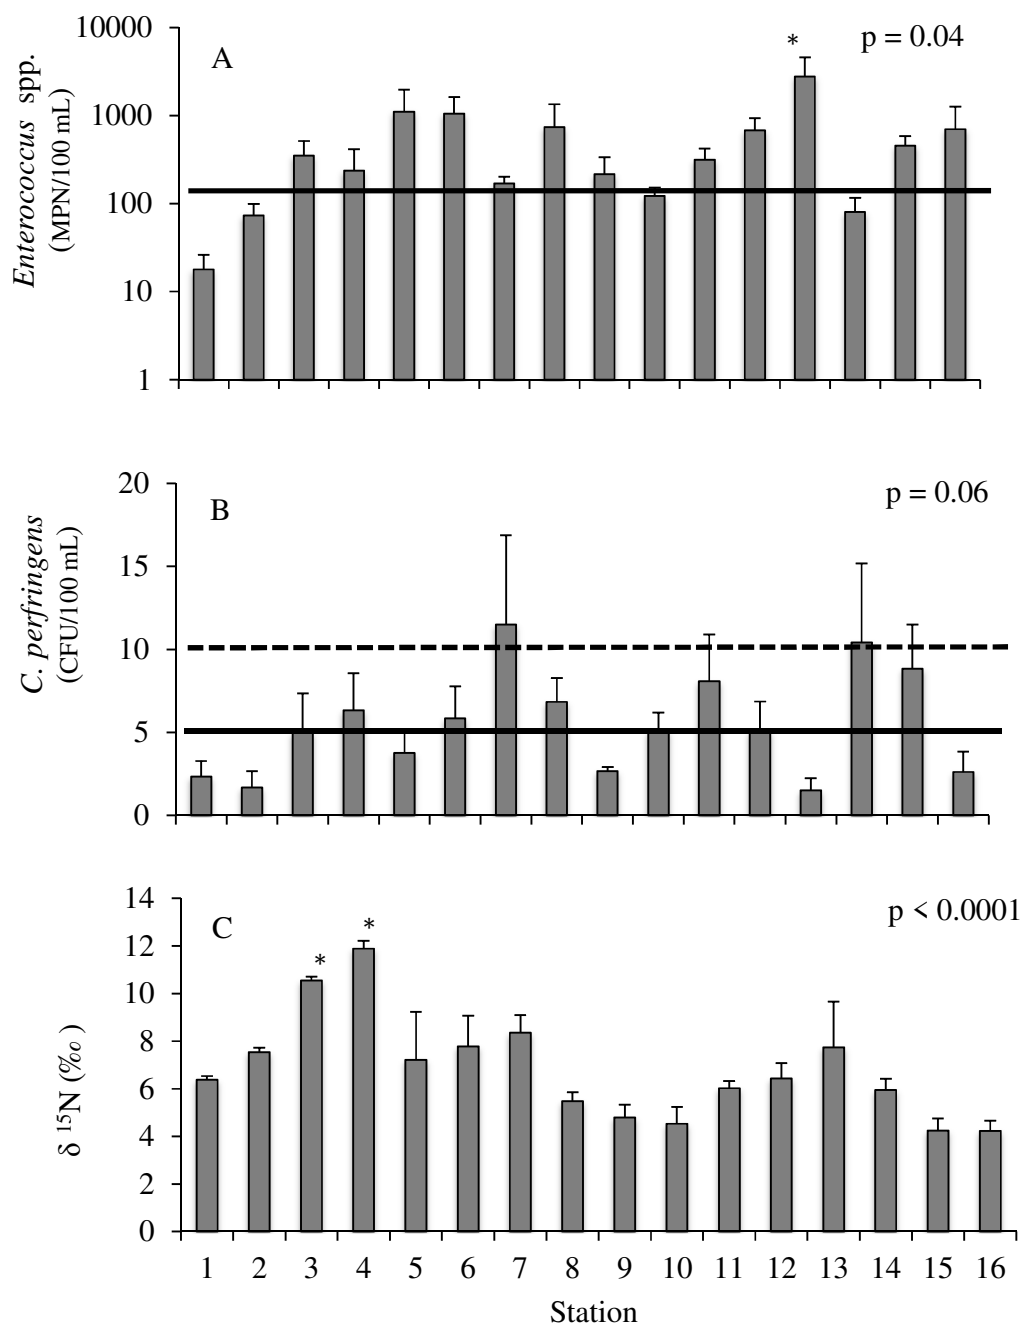 A
p = 0.04
*
Enterococcus spp.
(MPN/100 mL)
10000
1000
100
10
1
B
p = 0.06
C. perfringens
(CFU/100 mL)
20
15
10
5
0
C
p < 0.0001
*
*
δ ¹⁵N (‰)
14
12
10
8
6
4
2
0
1 2 3 4 5 6 7 8 9 10 11 12 13 14 15 16
Station